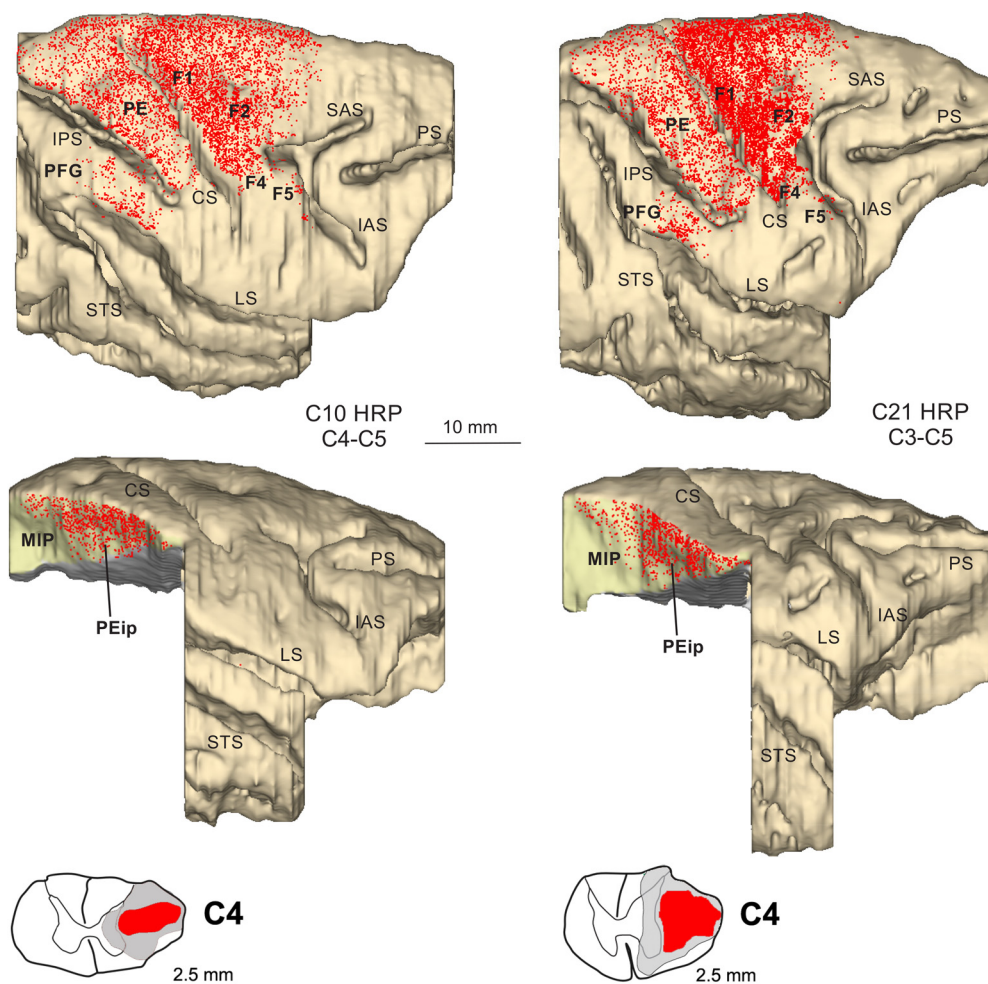 F1
PE
F2
SAS
PS
IPS
PFG
CS
F4
F5
IAS
LS
STS
C10 HRP
C4-C5
10 mm
F1
PE
F2
SAS
PS
IPS
PFG
F4
CS
F5
IAS
LS
STS
C21 HRP
C3-C5
CS
MIP
PS
PEip
IAS
LS
STS
CS
MIP
PS
PEip
IAS
LS
STS
C4
2.5 mm
C4
2.5 mm